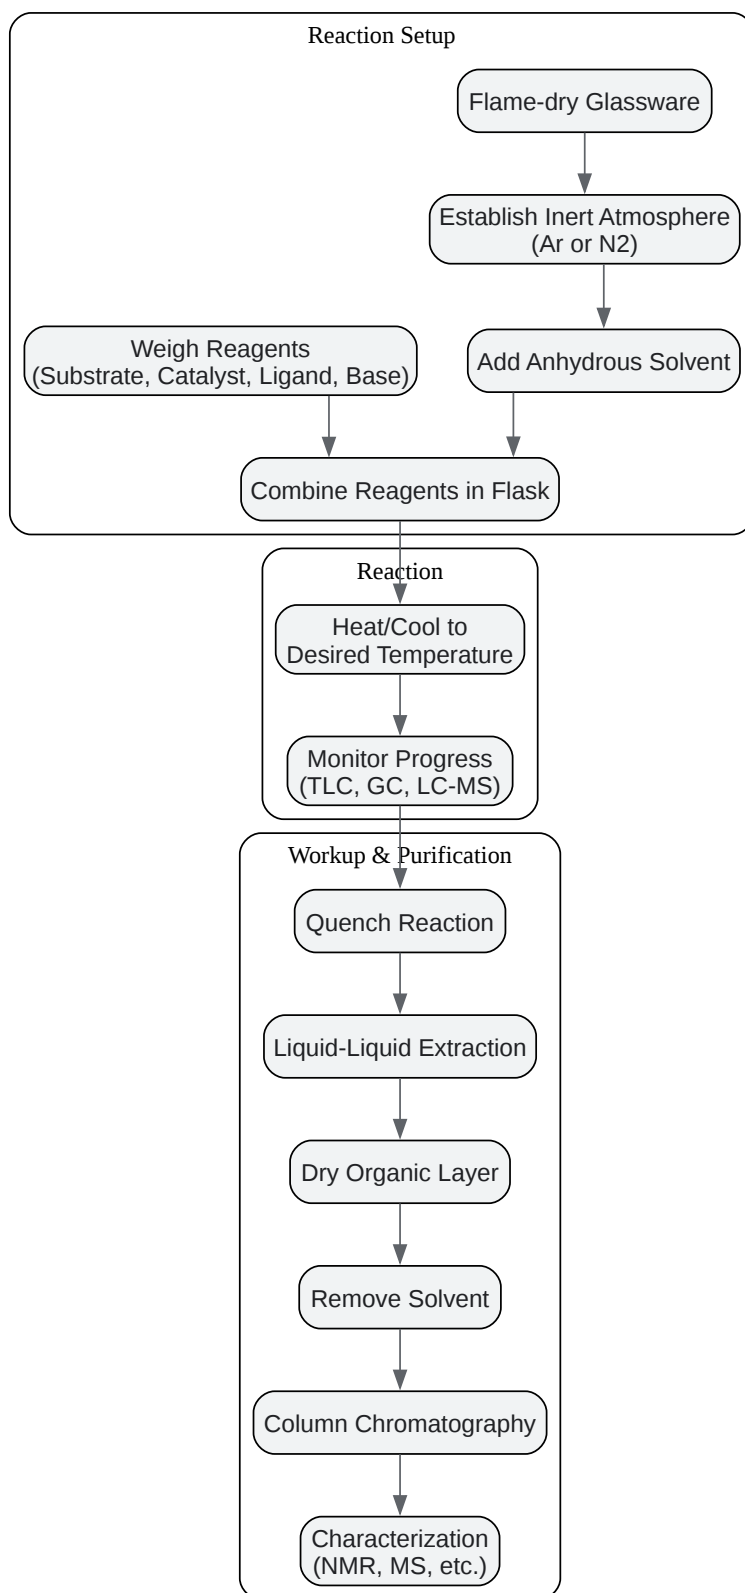 Reaction Setup
Flame-dry Glassware
Establish Inert Atmosphere
(Ar or N2)
Weigh Reagents
(Substrate, Catalyst, Ligand, Base)
Add Anhydrous Solvent
Combine Reagents in Flask
Reaction
Heat/Cool to
Desired Temperature
Monitor Progress
(TLC, GC, LC-MS)
Workup & Purification
Quench Reaction
Liquid-Liquid Extraction
Dry Organic Layer
Remove Solvent
Column Chromatography
Characterization
(NMR, MS, etc.)